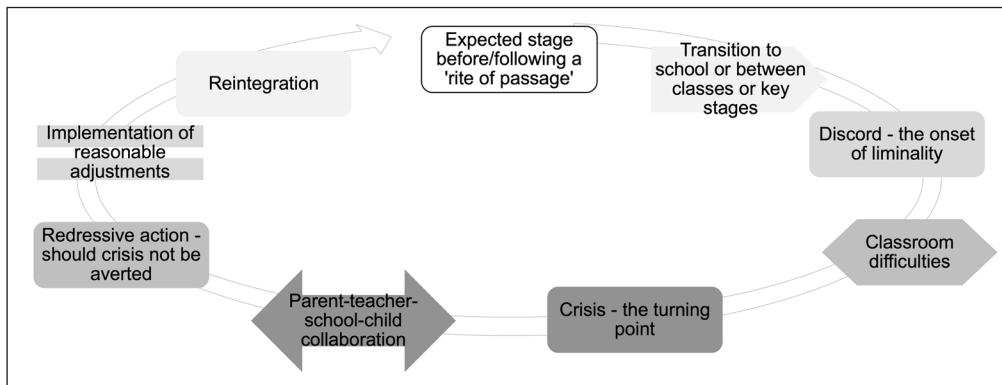 Expected stage
before/following a
'rite of passage'
Transition to
school or between
classes or key
stages
Discord - the onset
of liminality
Classroom
difficulties
Crisis - the turning
point
Parent-teacher-
school-child
collaboration
Redressive action -
should crisis not be
averted
Implementation of
reasonable
adjustments
Reintegration